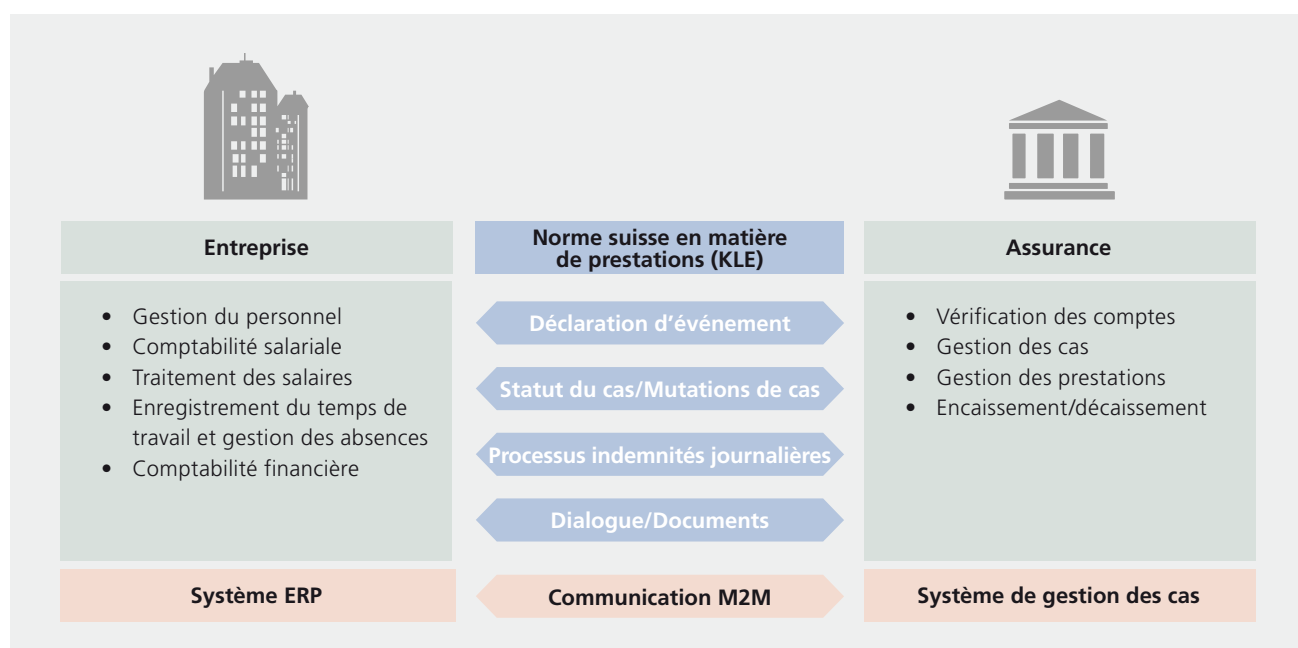 Entreprise
• Gestion du personnel
• Comptabilité salariale
• Traitement des salaires
• Enregistrement du temps de
travail et gestion des absences
• Comptabilité financière
Système ERP
Norme suisse en matière
de prestations (KLE)
Déclaration d’événement
Statut du cas/Mutations de cas
Processus indemnités journalières
Dialogue/Documents
Communication M2M
Assurance
• Vérification des comptes
• Gestion des cas
• Gestion des prestations
• Encaissement/décaissement
Système de gestion des cas